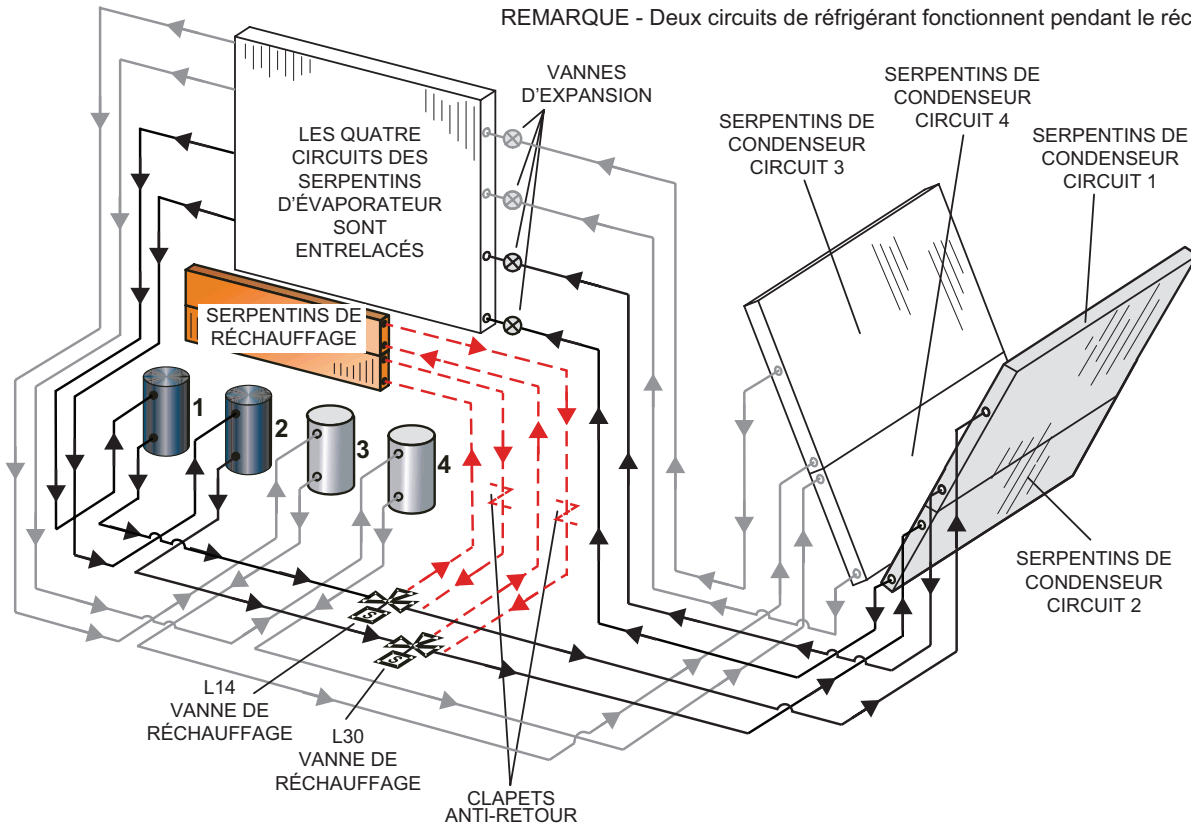 REMARQUE - Deux circuits de réfrigérant fonctionnent pendant le
VANNES
D'EXPANSION
SERPENTINS DE
CONDENSEUR
CIRCUIT 4
SERPENTINS DE
CONDENSEUR
CIRCUIT 3
SERPENTINS DE
CONDENSEUR
CIRCUIT 1
LES QUATRE
CIRCUITS DES
SERPENTINS
D'ÉVAPORATEUR
SONT
ENTRELACÉS
SERPENTINS DE
RÉCHAUFFAGE
1
2
3
4
S
S
SERPENTINS DE
CONDENSEUR
CIRCUIT 2
L14
VANNE DE
RÉCHAUFFAGE
L30
VANNE DE
RÉCHAUFFAGE
CLAPETS
ANTI-RETOUR